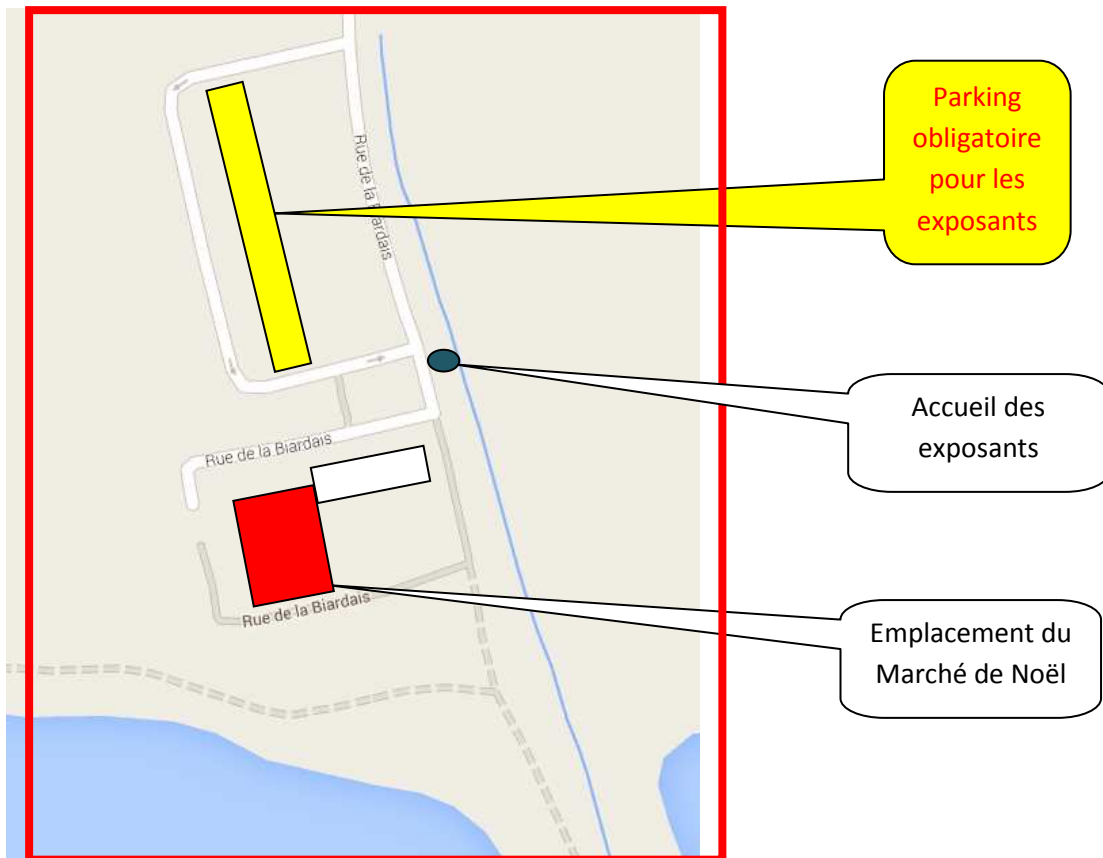 Parking
obligatoire
pour les
exposants
Rue de la Biardais
Accueil des
exposants
Rue de la Biardais
Rue de la Biardais
Emplacement du
Marché de Noël